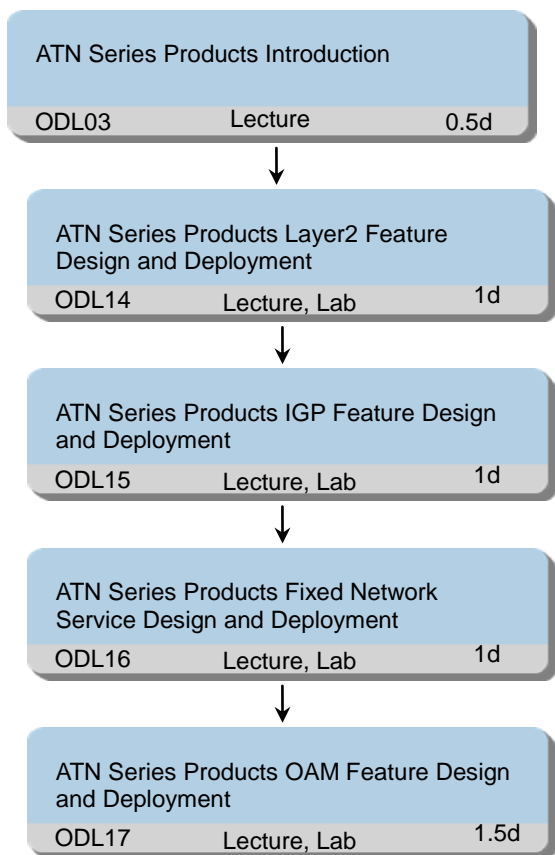 ATN Series Products Introduction
ODL03 Lecture 0.5d
ATN Series Products Layer2 Feature
Design and Deployment
ODL14 Lecture, Lab 1d
ATN Series Products IGP Feature Design
and Deployment
ODL15 Lecture, Lab 1d
ATN Series Products Fixed Network
Service Design and Deployment
ODL16 Lecture, Lab 1d
ATN Series Products OAM Feature Design
and Deployment
ODL17 Lecture, Lab 1.5d